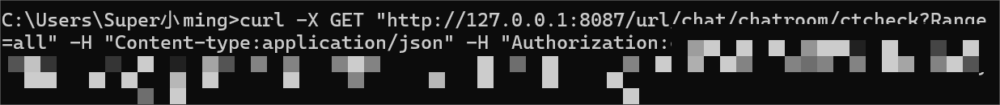 C:\Users\Super小ming>curl -X GET "http://127.0.0.1:8087/url/chat/chatroom/ctcheck?Range
=all" -H "Content-type:application/json" -H "Authorization: